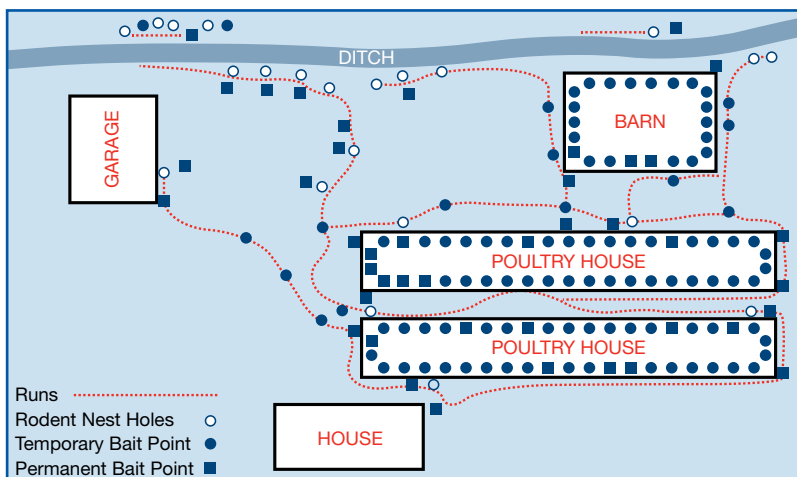 DITCH
GARAGE
BARN
POULTRY HOUSE
POULTRY HOUSE
Runs
Rodent Nest Holes
Temporary Bait Point
Permanent Bait Point
HOUSE